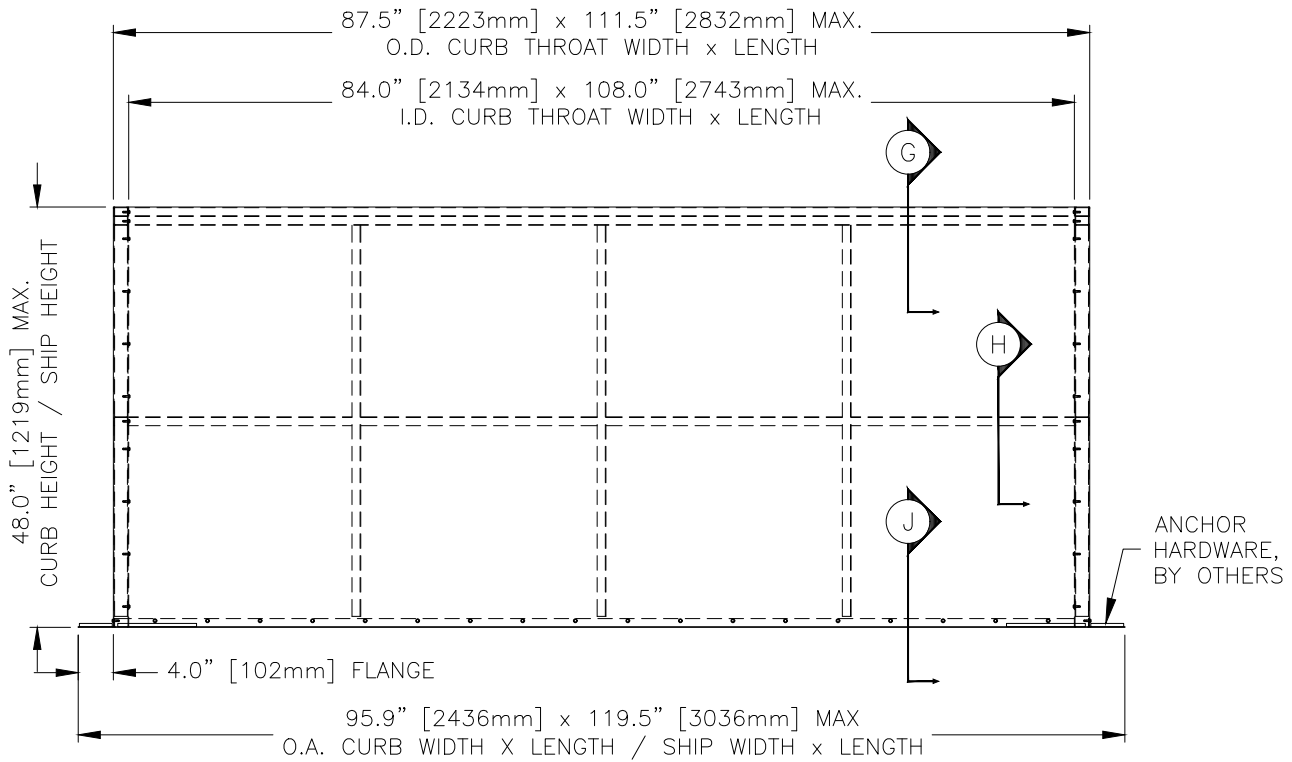 87.5” [2223mm] x 111.5” [2832mm] MAX.
O.D. CURB THROAT WIDTH x LENGTH
84.0” [2134mm] x 108.0” [2743mm] MAX.
I.D. CURB THROAT WIDTH x LENGTH
G
48.0” [1219mm] MAX.
CURB HEIGHT / SHIP HEIGHT
H
J
ANCHOR
HARDWARE,
BY OTHERS
4.0” [102mm] FLANGE
95.9” [2436mm] x 119.5” [3036mm] MAX
O.A. CURB WIDTH X LENGTH / SHIP WIDTH x LENGTH